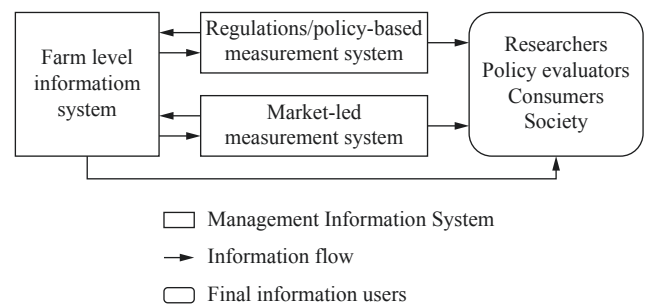 Farm level
informatiom
system
Regulations/policy-based
measurement system
Market-led
measurement system
Researchers
Policy evaluators
Consumers
Society
Management Information System
Information flow
Final information users